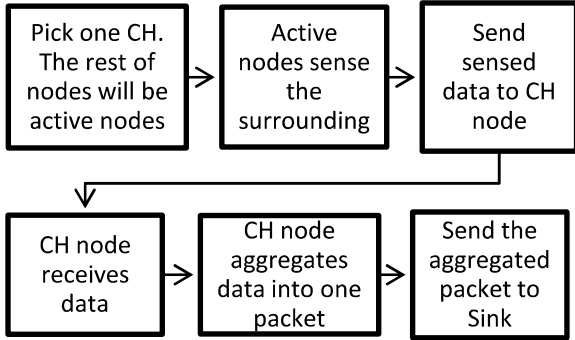 Pick one CH.
The rest of
nodes will be
active nodes
Active
nodes sense
the
surrounding
Send
sensed
data to CH
node
CH node
receives
data
CH node
aggregates
data into one
packet
Send the
aggregated
packet to
Sink